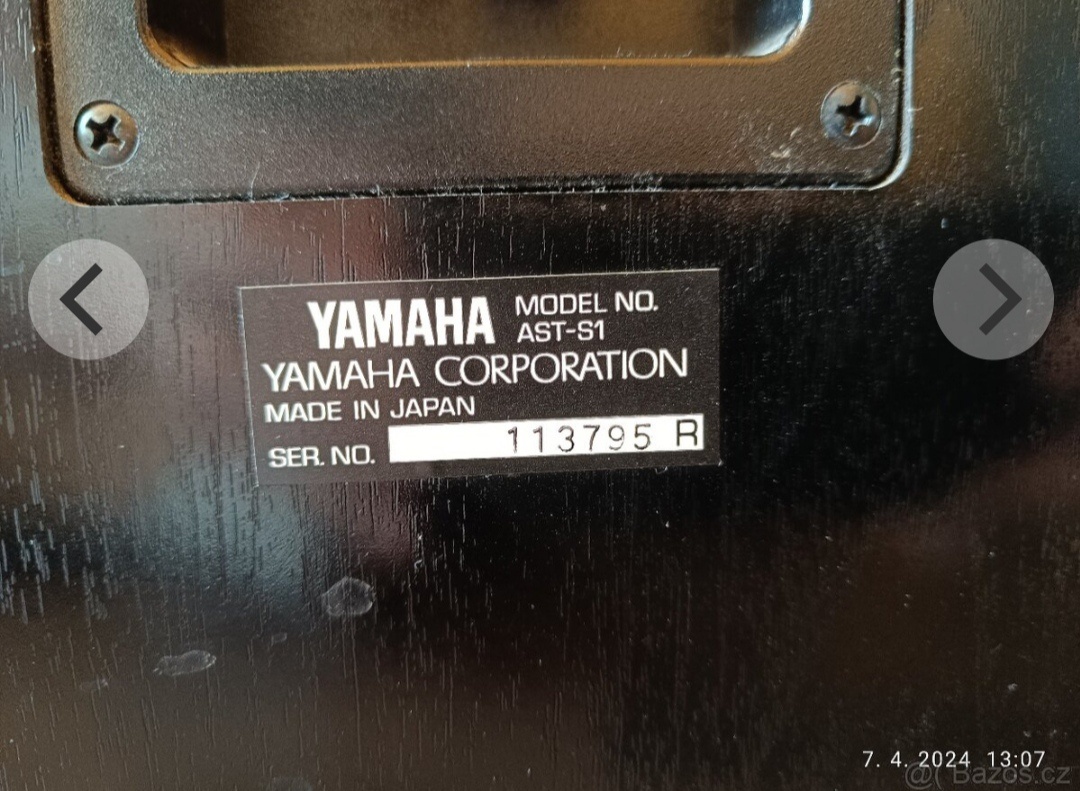 YAMAHA MODEL NO.
AST-S1
YAMAHA CORPORATION
MADE IN JAPAN
SER. NO. 113795 R
7. 4. 2024 13:07
Bazos.cz